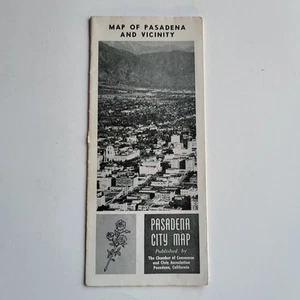 MAP OF PASADENA
AND VICINITY
PASADENA
CITY MAP
Published by
The Chamber of Commerce
and Civic Association
Pasadena, California